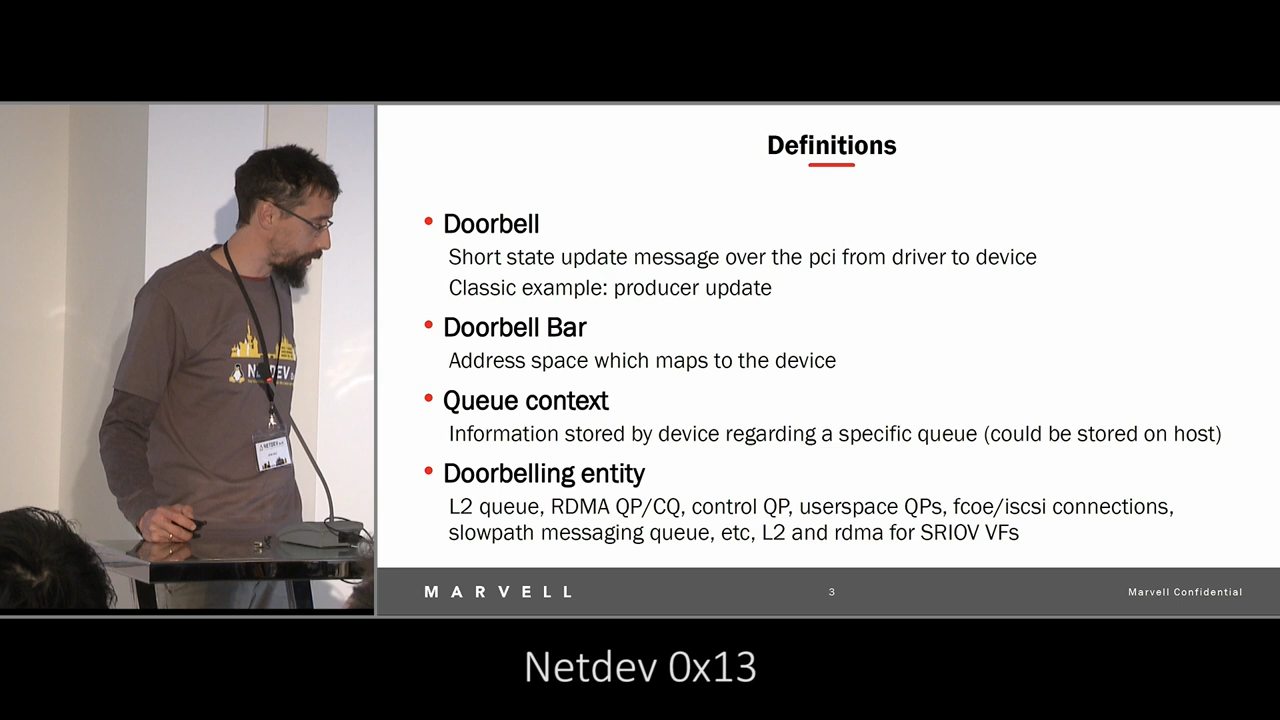 Definitions
• Doorbell
Short state update message over the pci from driver to device
Classic example: producer update
• Doorbell Bar
Address space which maps to the device
• Queue context
Information stored by device regarding a specific queue (could be stored on host)
• Doorbelling entity
L2 queue, RDMA QP/CQ, control QP, userspace QPs, fcoe/iscsi connections,
slowpath messaging queue, etc, L2 and rdma for SRIOV VFs
MARVELL
3
Marvell Confidential
Netdev 0x13